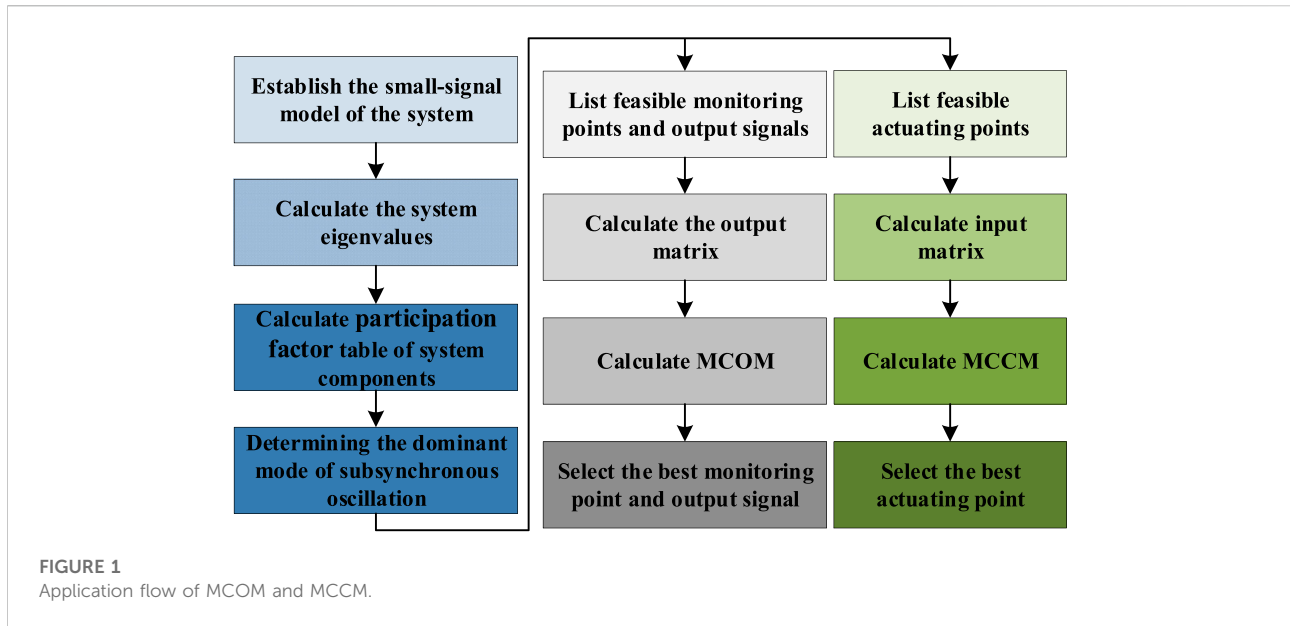 Establish the small-signal
model of the system
Calculate the system
eigenvalues
Calculate participation
factor table of system
components
Determining the dominant
mode of subsynchronous
oscillation
List feasible monitoring
points and output signals
Calculate the output
matrix
Calculate MCOM
Select the best monitoring
point and output signal
List feasible
actuating points
Calculate input
matrix
Calculate MCCM
Select the best
actuating point
FIGURE 1
Application flow of MCOM and MCCM.